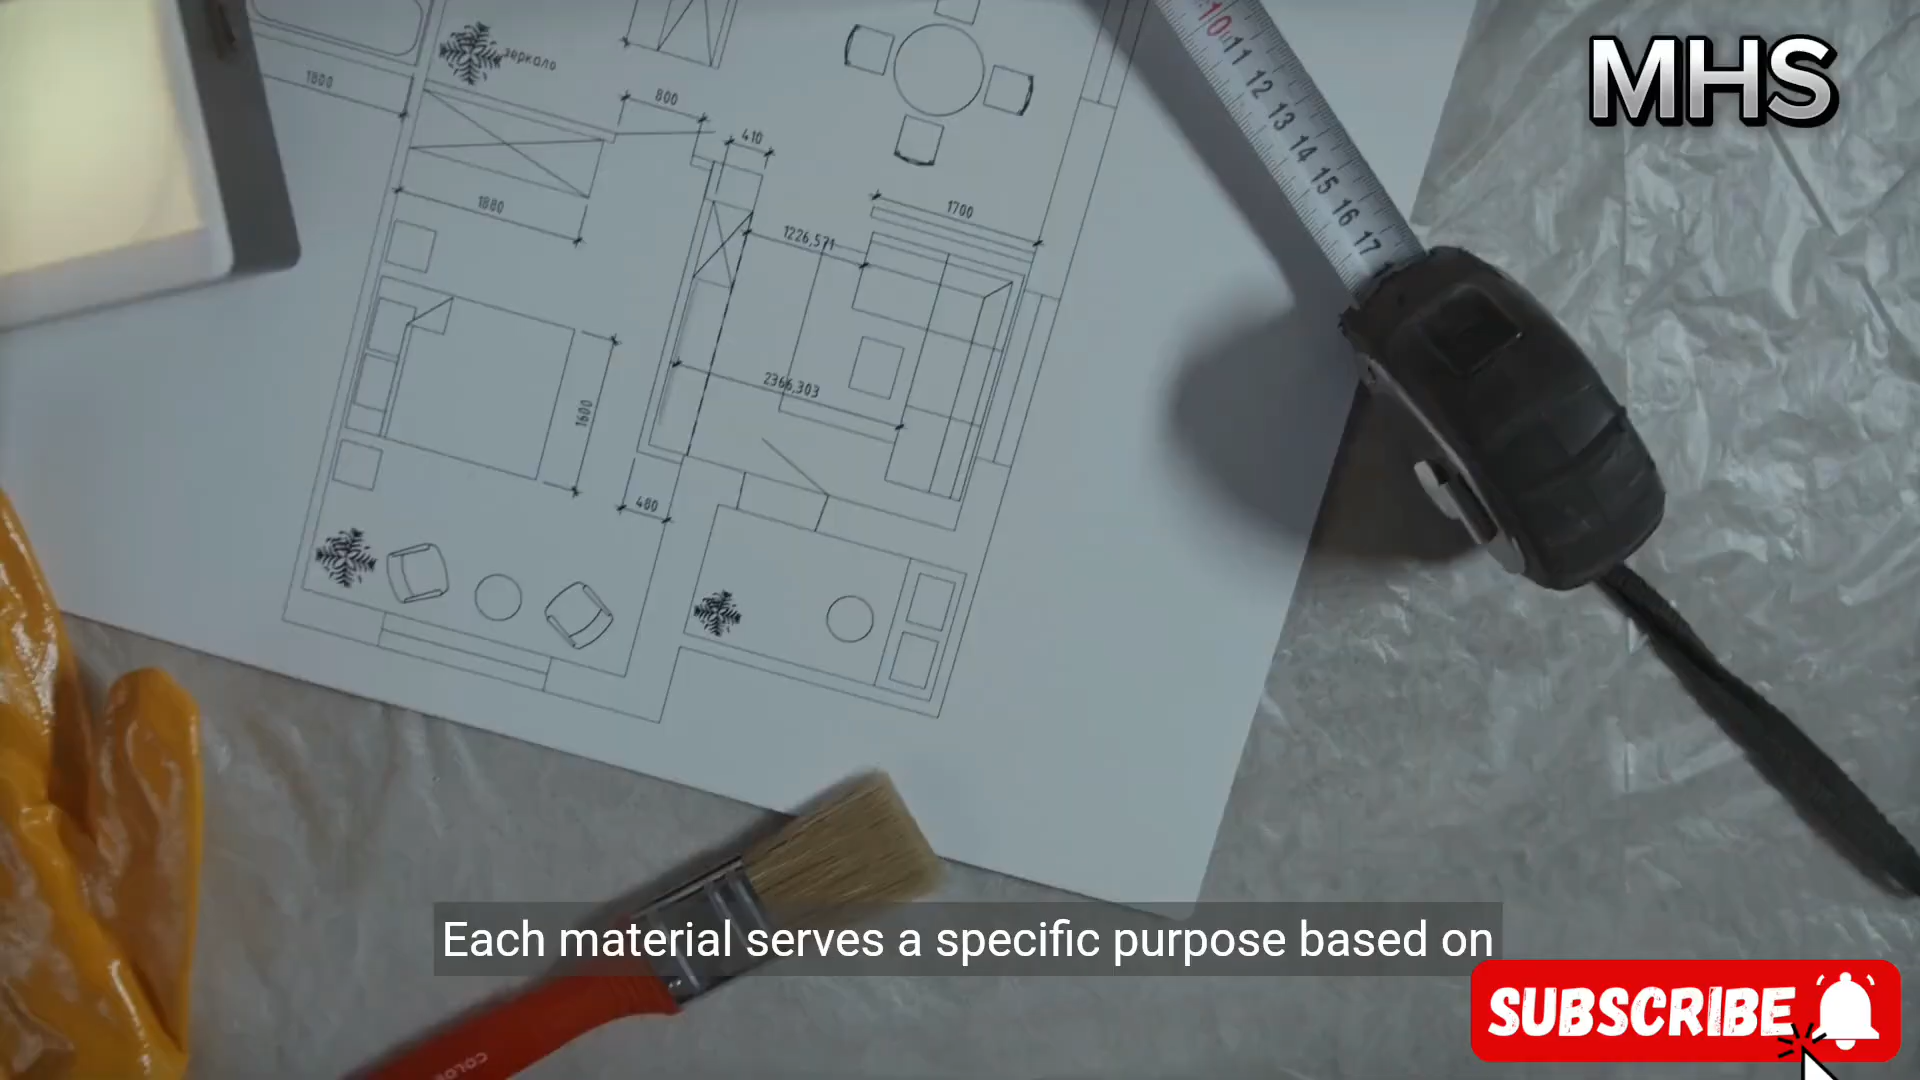 MHS
10 11 12 13 14 15 16 17
зеркало
1800
800
410
1880
1700
1226,571
2366,303
1600
480
Each material serves a specific purpose based on
SUBSCRIBE
COLOR